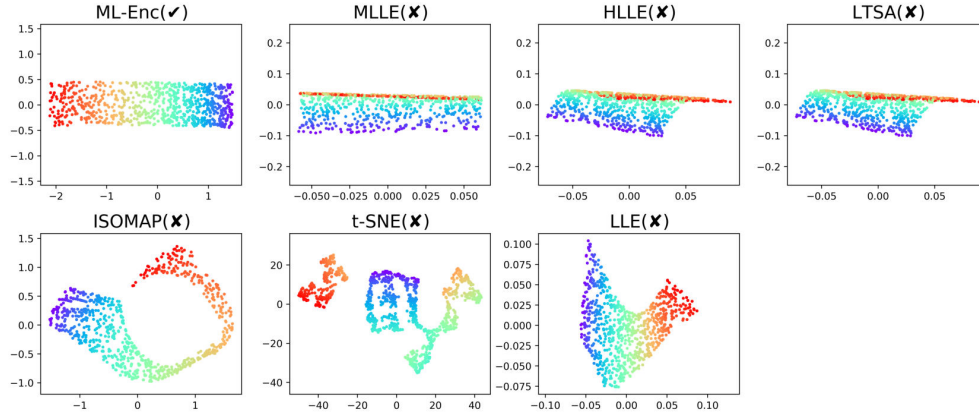 ML-Enc(✔) MLLE(✘) HLLE(✘) LTSA(✘)
1.5 1.0 0.5 0.0 −0.5 −1.0 −1.5
−2 −1 0 1
0.2 0.1 0.0 −0.1 −0.2
−0.050 −0.025 0.000 0.025 0.050
0.2 0.1 0.0 −0.1 −0.2
−0.05 0.00 0.05
0.2 0.1 0.0 −0.1 −0.2
−0.05 0.00 0.05
ISOMAP(✘) t-SNE(✘) LLE(✘)
1.5 1.0 0.5 0.0 −0.5 −1.0
−1 0 1
20 0 −20 −40
−40 −20 0 20 40
0.100 0.075 0.050 0.025 0.000 −0.025 −0.050 −0.075
−0.10 −0.05 0.00 0.05 0.10